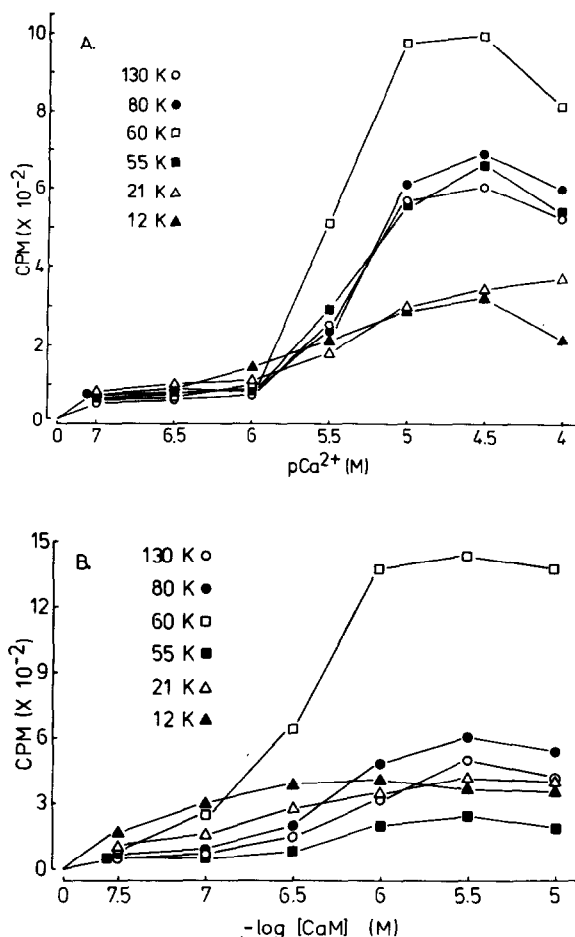 A.
130 K ○
80 K ●
60 K □
55 K ■
21 K △
12 K ▲
CPM (X 10⁻²)
10
8
6
4
2
0
0 7 6.5 6 5.5 5 4.5 4
pCa²⁺ (M)
B.
130 K ○
80 K ●
60 K □
55 K ■
21 K △
12 K ▲
CPM (X 10⁻²)
15
12
9
6
3
0
0 7.5 7 6.5 6 5.5 5
-log [CaM] (M)